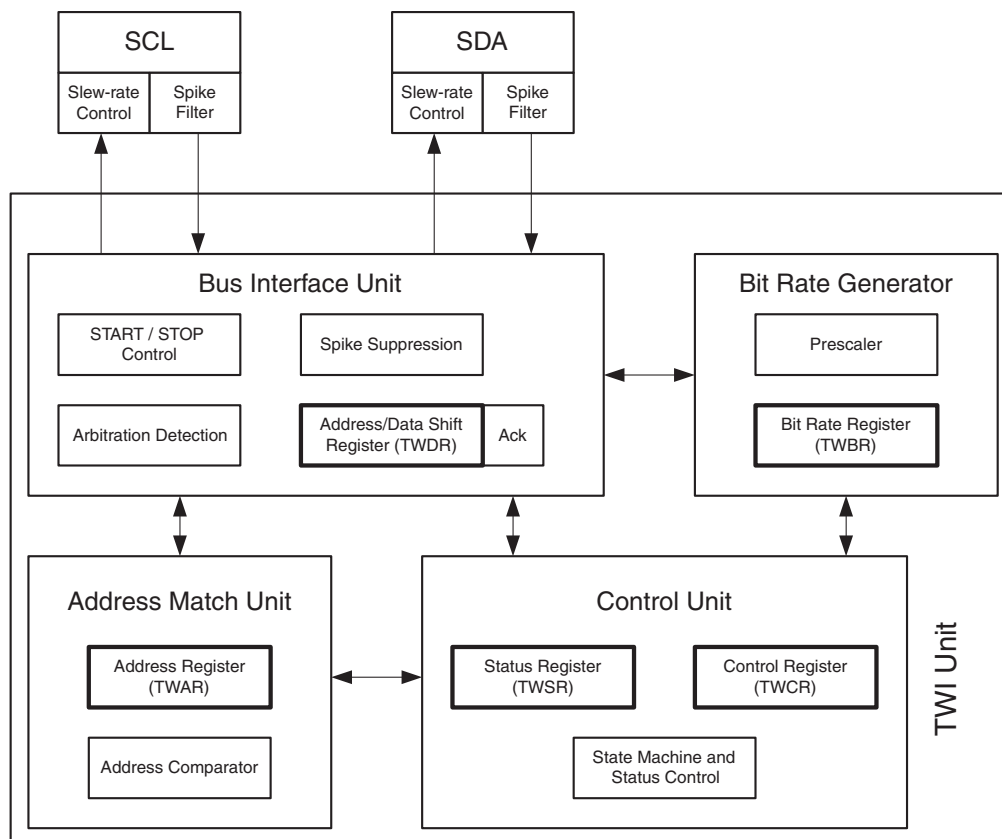 SCL
SDA
Slew-rate
Control
Spike
Filter
Slew-rate
Control
Spike
Filter
Bus Interface Unit
START / STOP
Control
Spike Suppression
Arbitration Detection
Address/Data Shift
Register (TWDR)
Ack
Bit Rate Generator
Prescaler
Bit Rate Register
(TWBR)
Address Match Unit
Address Register
(TWAR)
Address Comparator
Control Unit
Status Register
(TWSR)
Control Register
(TWCR)
State Machine and
Status Control
TWI Unit